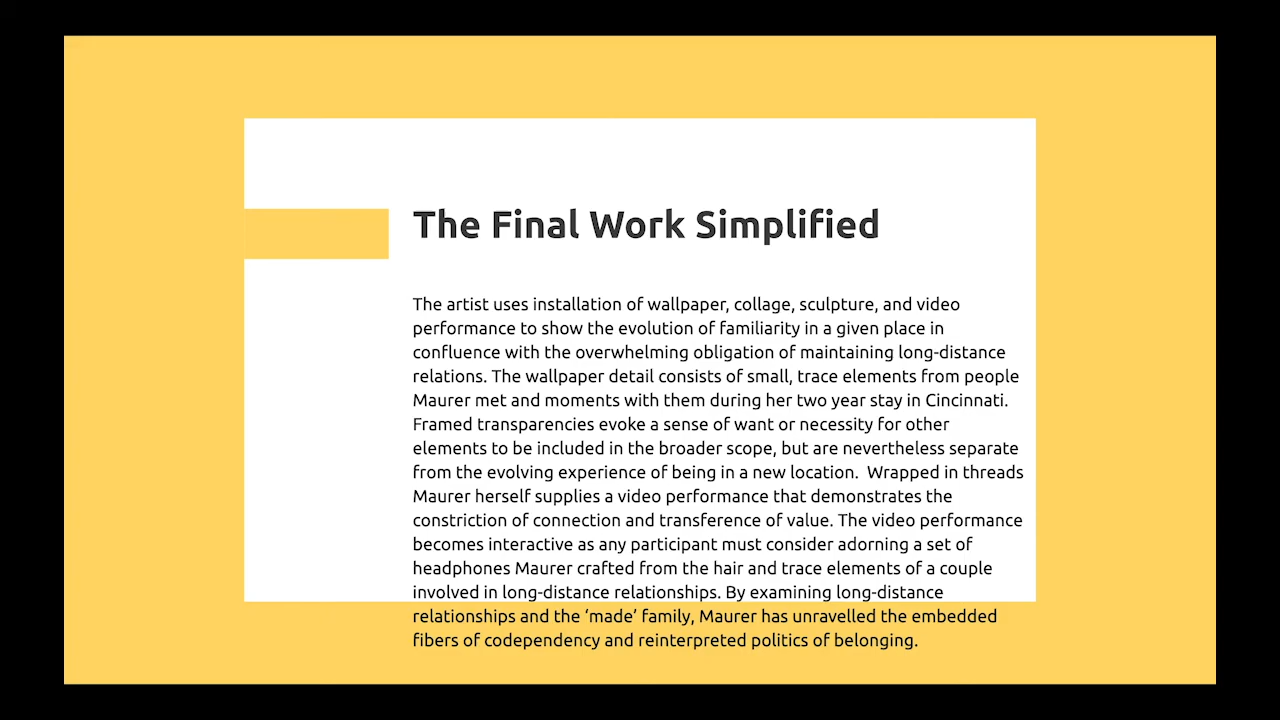 The Final Work Simplified
The artist uses installation of wallpaper, collage, sculpture, and video
performance to show the evolution of familiarity in a given place in
confluence with the overwhelming obligation of maintaining long-distance
relations. The wallpaper detail consists of small, trace elements from people
Maurer met and moments with them during her two year stay in Cincinnati.
Framed transparencies evoke a sense of want or necessity for other
elements to be included in the broader scope, but are nevertheless separate
from the evolving experience of being in a new location.  Wrapped in threads
Maurer herself supplies a video performance that demonstrates the
constriction of connection and transference of value. The video performance
becomes interactive as any participant must consider adorning a set of
headphones Maurer crafted from the hair and trace elements of a couple
involved in long-distance relationships. By examining long-distance
relationships and the ‘made’ family, Maurer has unravelled the embedded
fibers of codependency and reinterpreted politics of belonging.